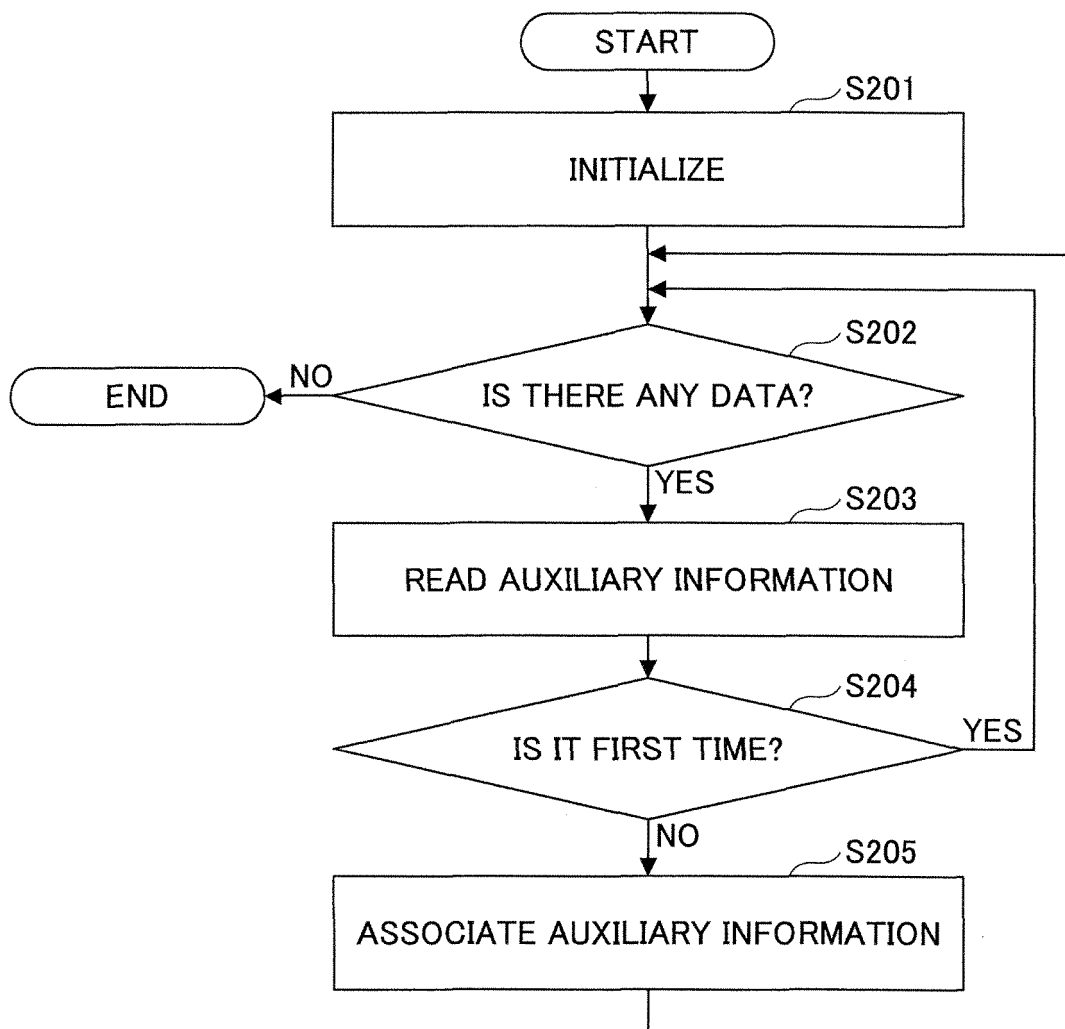 START
S201
INITIALIZE
S202
IS THERE ANY DATA?
NO
END
YES
S203
READ AUXILIARY INFORMATION
S204
IS IT FIRST TIME?
YES
NO
S205
ASSOCIATE AUXILIARY INFORMATION